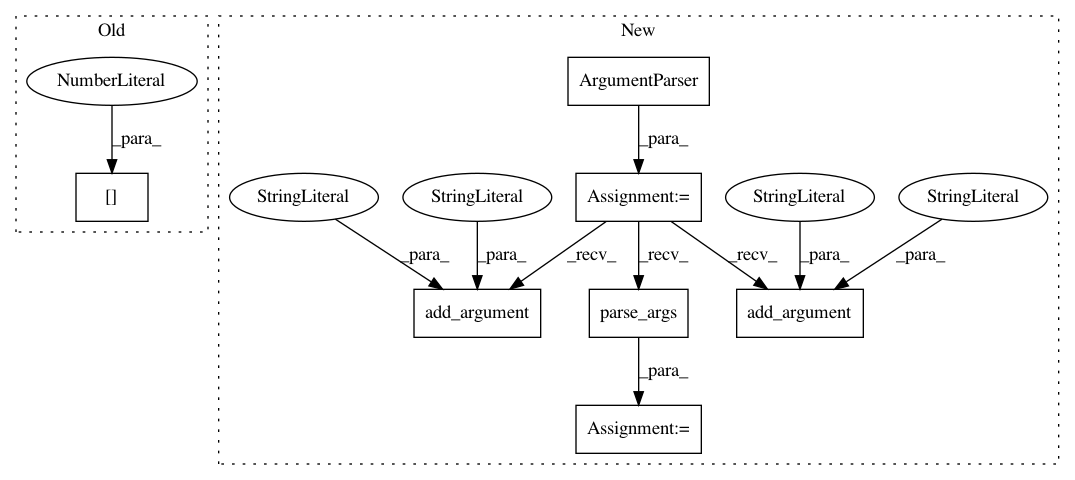 Old
New
NumberLiteral
ArgumentParser
_para_
_para_
StringLiteral
StringLiteral
[]
Assignment:=
StringLiteral
StringLiteral
_para_
_para_
_recv_
_recv_
_recv_
_para_
_para_
add_argument
parse_args
add_argument
_para_
Assignment:=